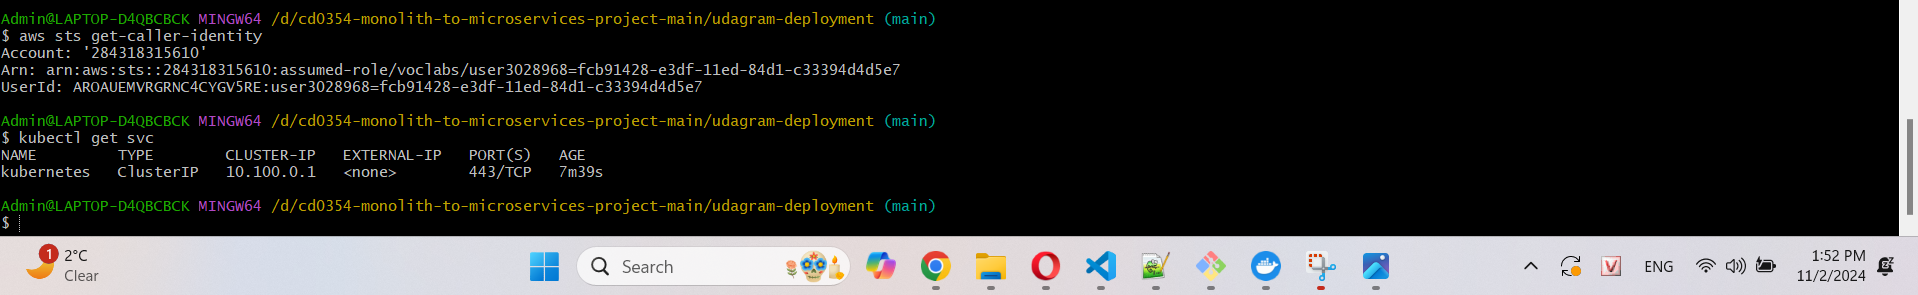 Admin@LAPTOP-D4QBCBCK MINGW64 /d/cd0354-monolith-to-microservices-project-main/udagram-deployment (main)
$ aws sts get-caller-identity
Account: '284318315610'
Arn: arn:aws:sts::284318315610:assumed-role/voclabs/user3028968=fcb91428-e3df-11ed-84d1-c33394d4d5e7
UserId: AROAUEMVRGRNC4CYGV5RE:user3028968=fcb91428-e3df-11ed-84d1-c33394d4d5e7
Admin@LAPTOP-D4QBCBCK MINGW64 /d/cd0354-monolith-to-microservices-project-main/udagram-deployment (main)
$ kubectl get svc
NAME TYPE CLUSTER-IP EXTERNAL-IP PORT(S) AGE
kubernetes ClusterIP 10.100.0.1 <none> 443/TCP 7m39s
Admin@LAPTOP-D4QBCBCK MINGW64 /d/cd0354-monolith-to-microservices-project-main/udagram-deployment (main)
$
1
2°C
Clear
Search
V
ENG
1:52 PM
11/2/2024